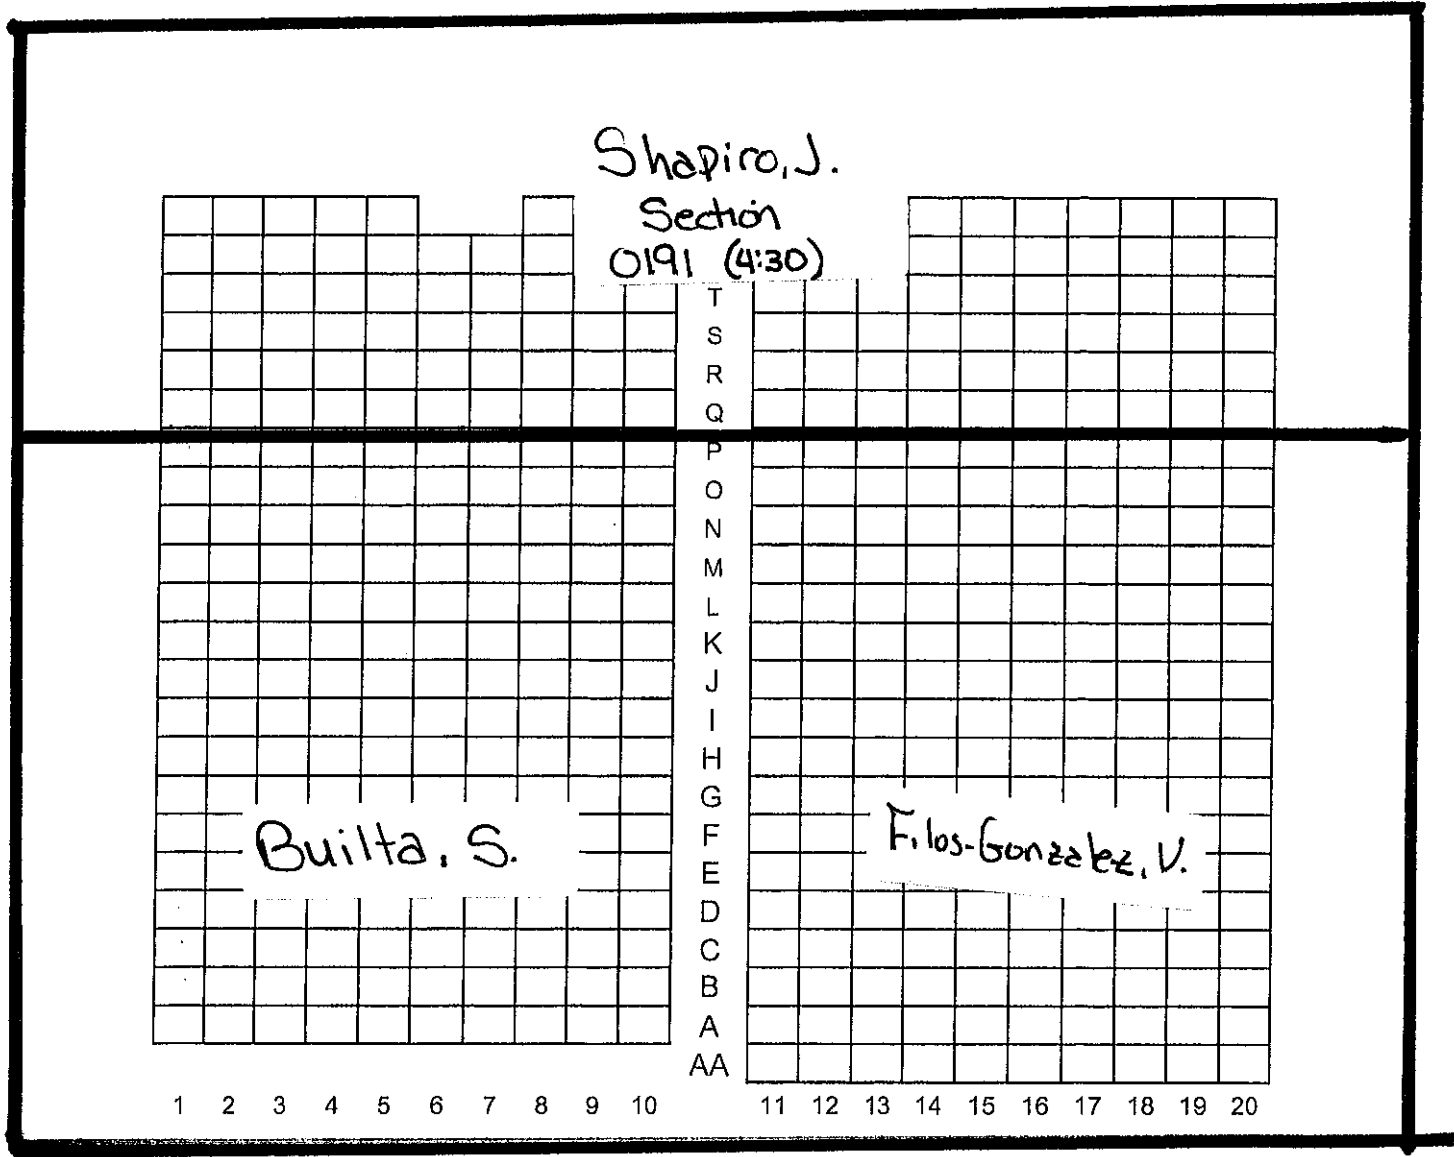 Shapiro, J.
Section
0191 (4:30)
T
S
R
Q
P
O
N
M
L
K
J
I
H
G
F
E
D
C
B
A
AA
Builta, S.
Filos-Gonzalez, V.
1 2 3 4 5 6 7 8 9 10 11 12 13 14 15 16 17 18 19 20